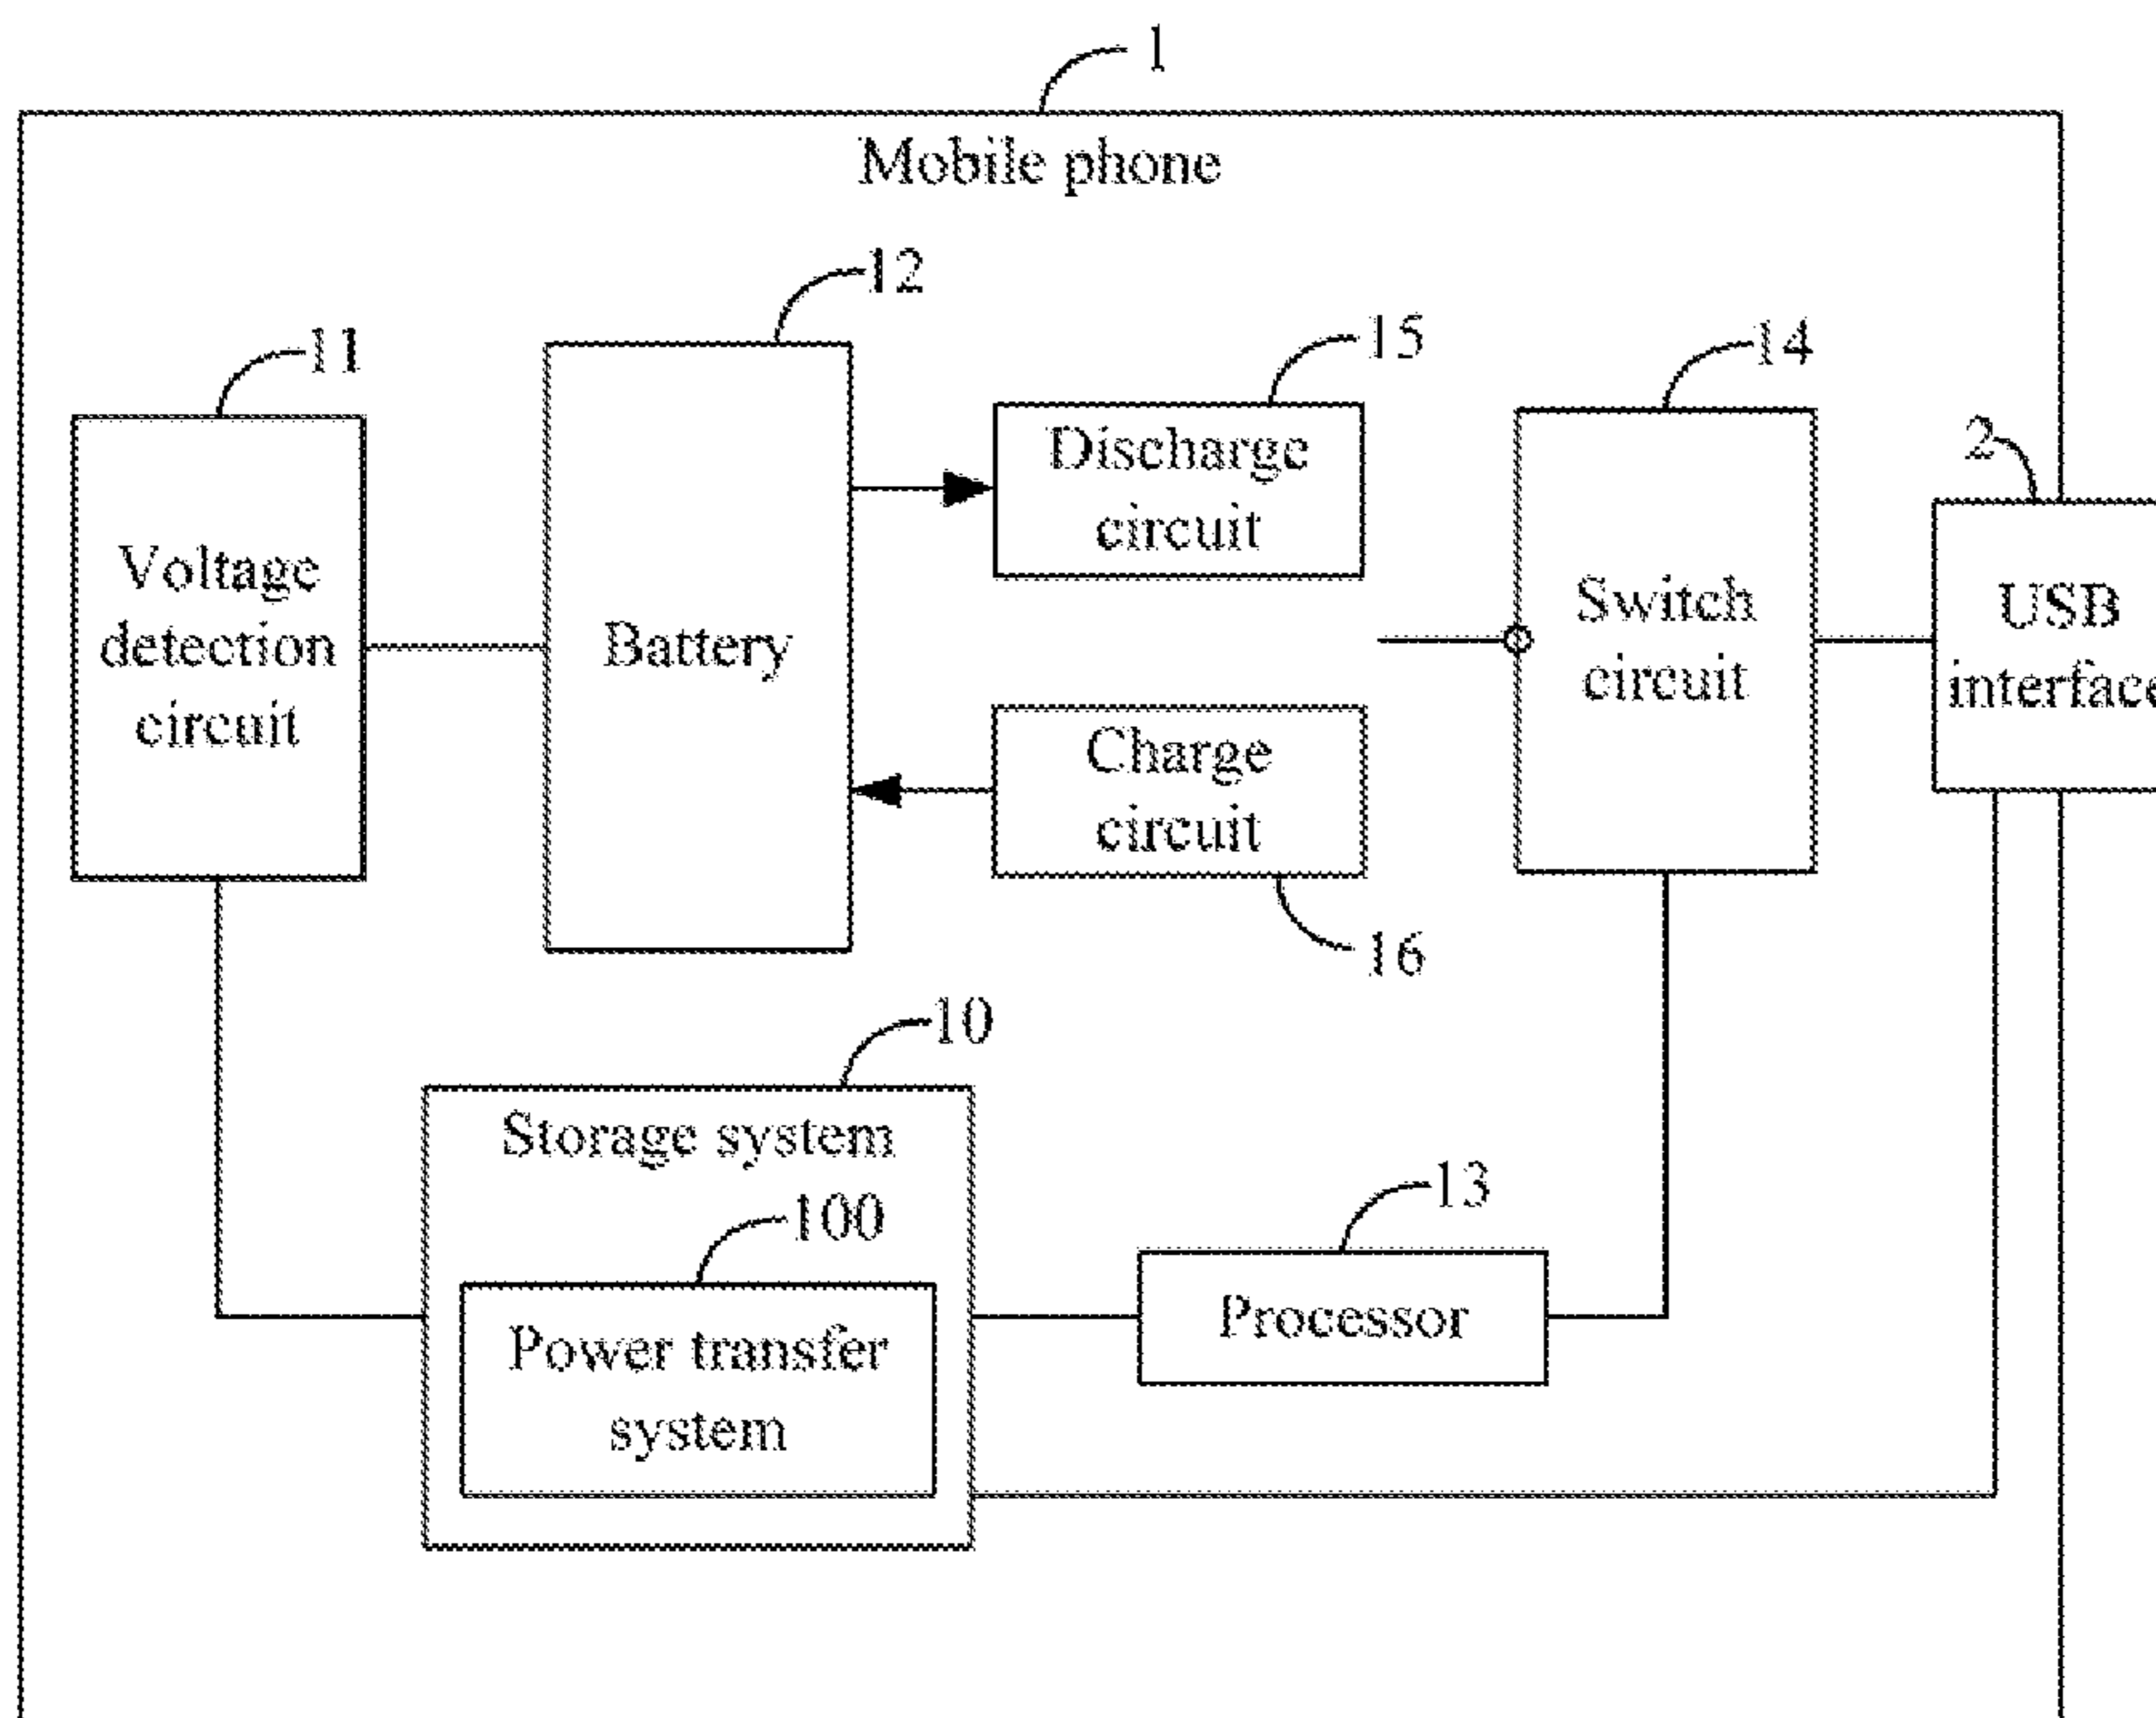 1
Mobile phone
12
11
15
14
2
Discharge
circuit
Voltage
detection
circuit
Battery
Switch
circuit
USB
interface
Charge
circuit
16
10
Storage system
100
13
Power transfer
system
Processor